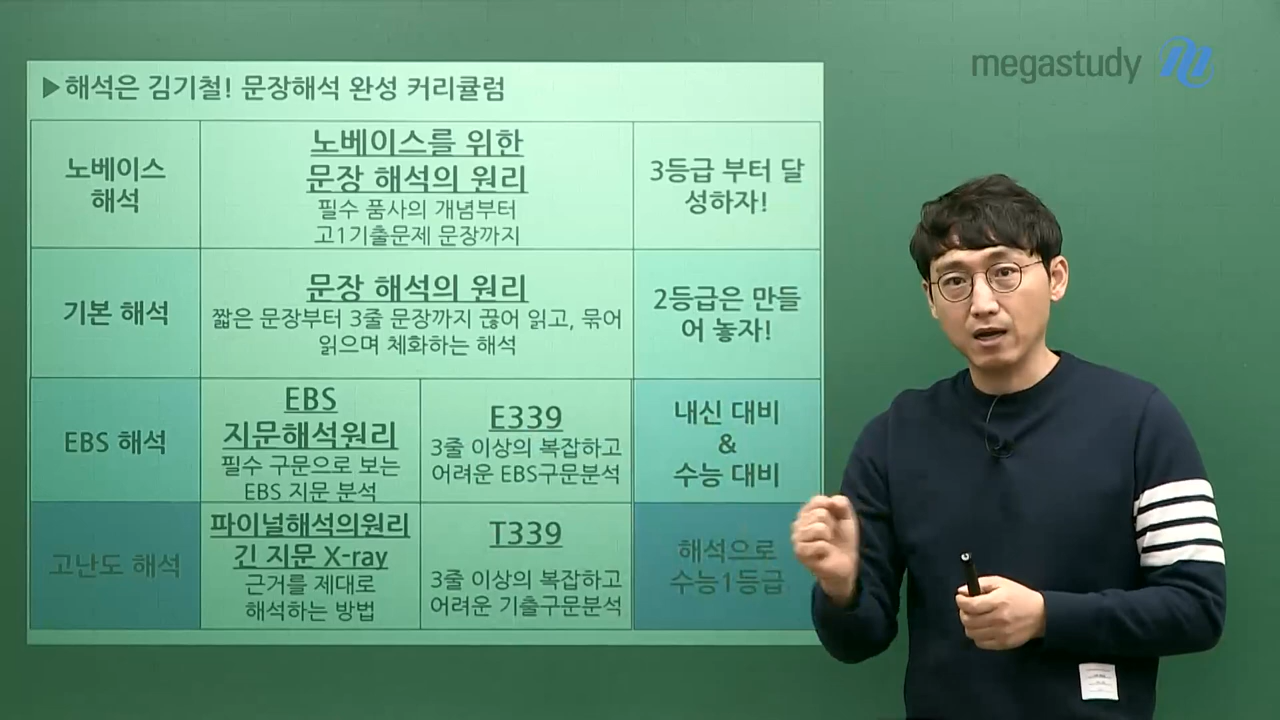 megastudy
▶해석은 김기철! 문장해석 완성 커리큘럼
노베이스
해석
노베이스를 위한
문장 해석의 원리
필수 품사의 개념부터
고1기출문제 문장까지
3등급 부터 달
성하자!
기본 해석
문장 해석의 원리
짧은 문장부터 3줄 문장까지 끊어 읽고, 묶어
읽으며 체화하는 해석
2등급은 만들
어 놓자!
EBS 해석
EBS
지문해석원리
필수 구문으로 보는
EBS 지문 분석
E339
3줄 이상의 복잡하고
어려운 EBS구문분석
내신 대비
&
수능 대비
고난도 해석
파이널해석의원리
긴 지문 X-ray
근거를 제대로
해석하는 방법
T339
3줄 이상의 복잡하고
어려운 기출구문분석
해석으로
수능1등급